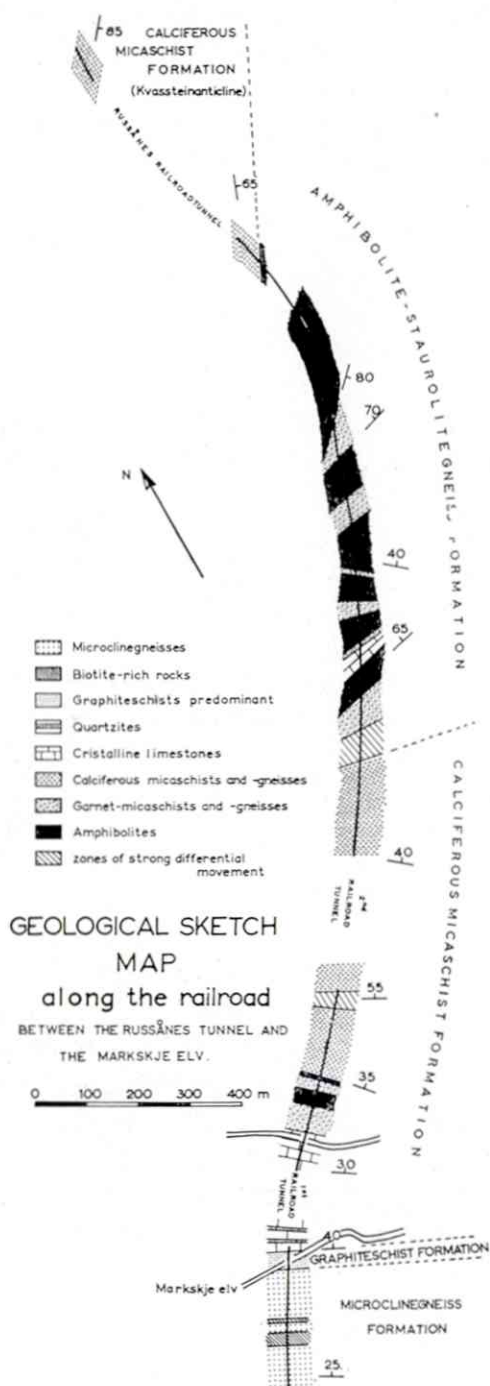 85 CALCIFEROUS
MICASCHIST
FORMATION
(Kvassteinanticline)
RUSSÅNES RAILROADTUNNEL
65
AMPHIBOLITE-STAUROLITEGNEIS FORMATION
80
70
N
40
65
Microclinegneisses
Biotite-rich rocks
Graphiteschists predominant
Quartzites
Cristalline limestones
Calciferous micaschists and -gneisses
Garnet-micaschists and -gneisses
Amphibolites
zones of strong differential
movement
40
CALCIFEROUS MICASCHIST FORMATION
2nd
RAILROAD
TUNNEL
GEOLOGICAL SKETCH
MAP
along the railroad
BETWEEN THE RUSSÅNES TUNNEL AND
THE MARKSKJE ELV.
0 100 200 300 400 m
55
35
30
1st
RAILROAD
TUNNEL
40
GRAPHITESCHIST FORMATION
Markskje elv
MICROCLINEGNEISS
FORMATION
25